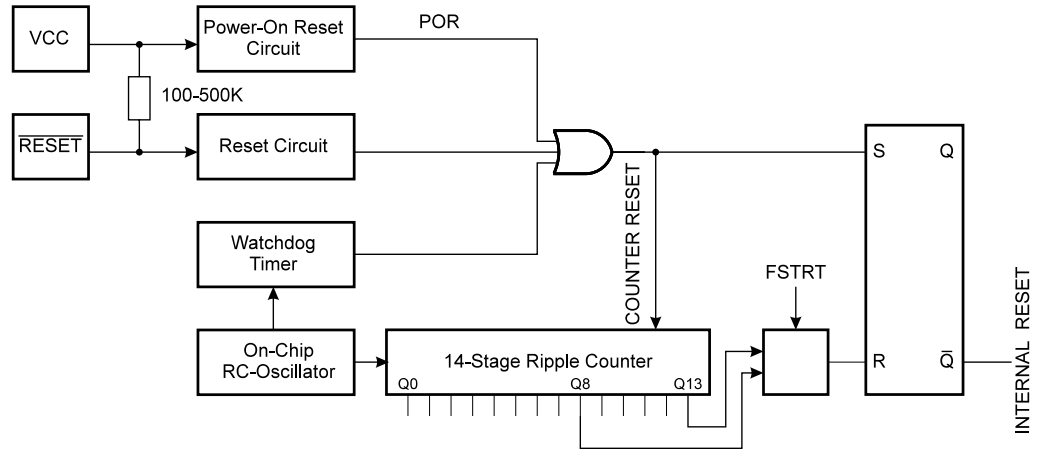 VCC
Power-On Reset
Circuit
POR
100-500K
RESET
Reset Circuit
COUNTER RESET
S
Q
Watchdog
Timer
FSTRT
On-Chip
RC-Oscillator
14-Stage Ripple Counter
Q0
Q8
Q13
R
Q̅
INTERNAL RESET